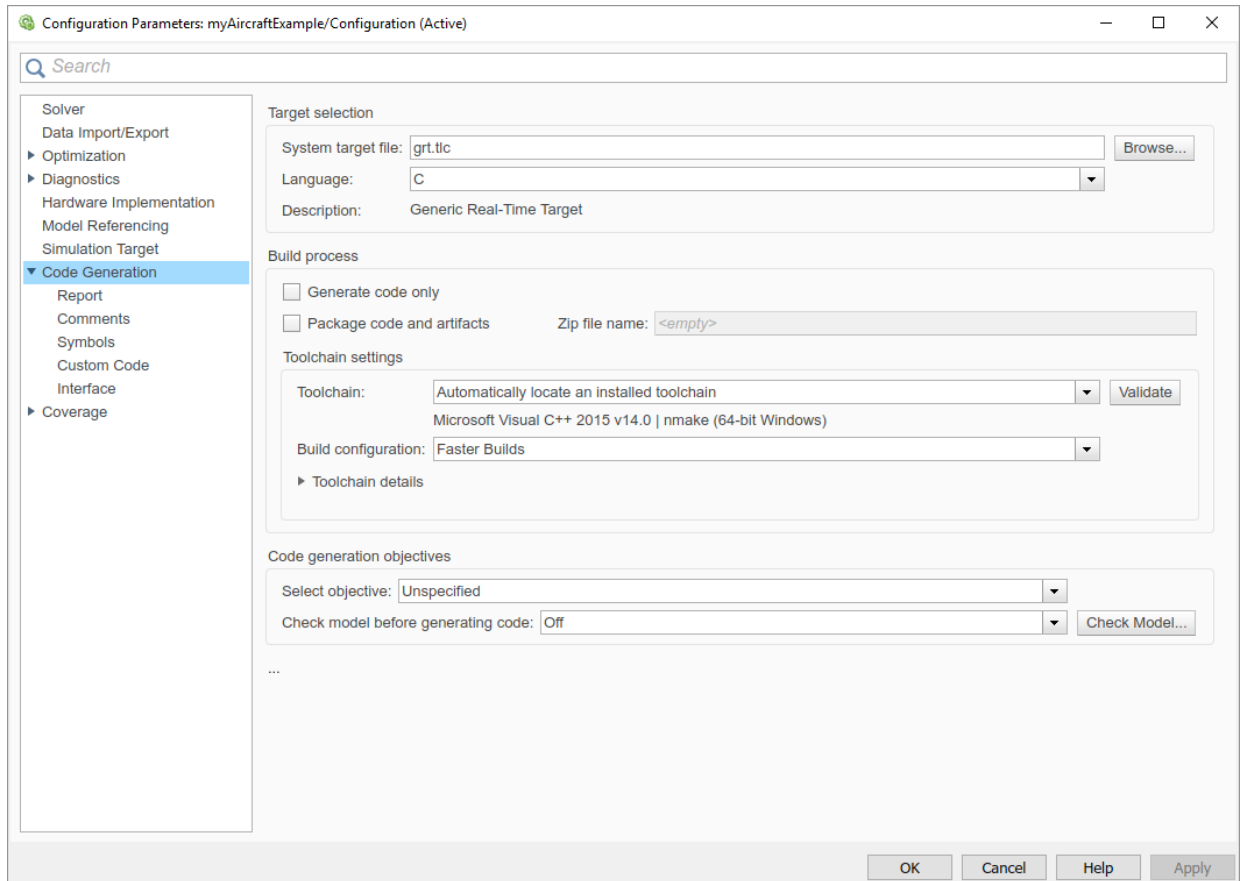 Configuration Parameters: myAircraftExample/Configuration (Active)
Search
Solver
Data Import/Export
Optimization
Diagnostics
Hardware Implementation
Model Referencing
Simulation Target
Code Generation
Report
Comments
Symbols
Custom Code
Interface
Coverage
Target selection
System target file: grt.tlc Browse...
Language: C
Description: Generic Real-Time Target
Build process
Generate code only
Package code and artifacts Zip file name: <empty>
Toolchain settings
Toolchain: Automatically locate an installed toolchain Validate
Microsoft Visual C++ 2015 v14.0 | nmake (64-bit Windows)
Build configuration: Faster Builds
Toolchain details
Code generation objectives
Select objective: Unspecified
Check model before generating code: Off Check Model...
...
OK Cancel Help Apply